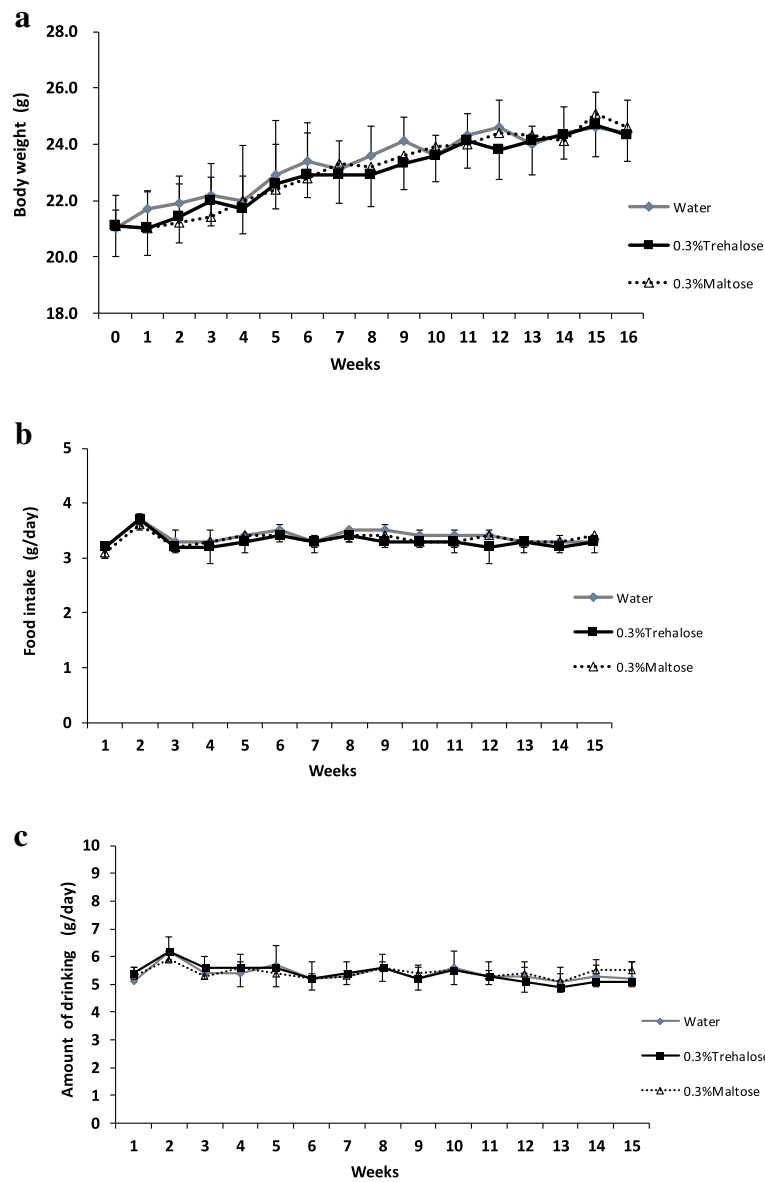 a
28.0
26.0
24.0
22.0
20.0
18.0
Body weight (g)
0 1 2 3 4 5 6 7 8 9 10 11 12 13 14 15 16
Weeks
Water
0.3%Trehalose
0.3%Maltose
b
5
4
3
2
1
0
Food intake (g/day)
1 2 3 4 5 6 7 8 9 10 11 12 13 14 15
Weeks
Water
0.3%Trehalose
0.3%Maltose
c
10
9
8
7
6
5
4
3
2
1
0
Amount of drinking (g/day)
1 2 3 4 5 6 7 8 9 10 11 12 13 14 15
Weeks
Water
0.3%Trehalose
0.3%Maltose